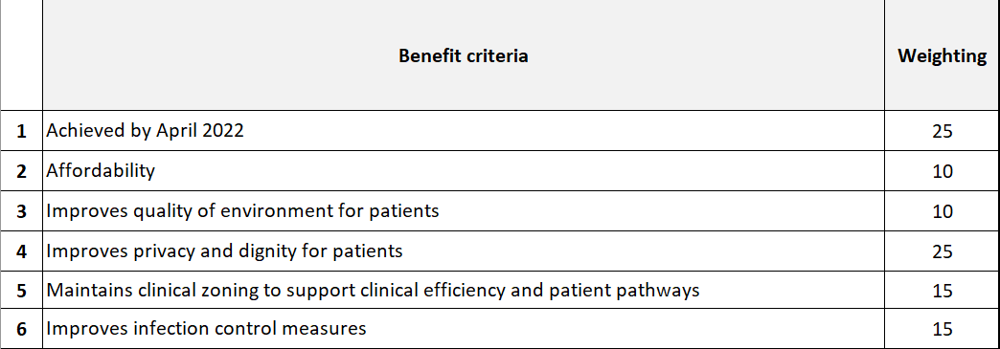 Benefit criteria Weighting
1 Achieved by April 2022 25
2 Affordability 10
3 Improves quality of environment for patients 10
4 Improves privacy and dignity for patients 25
5 Maintains clinical zoning to support clinical efficiency and patient pathways 15
6 Improves infection control measures 15